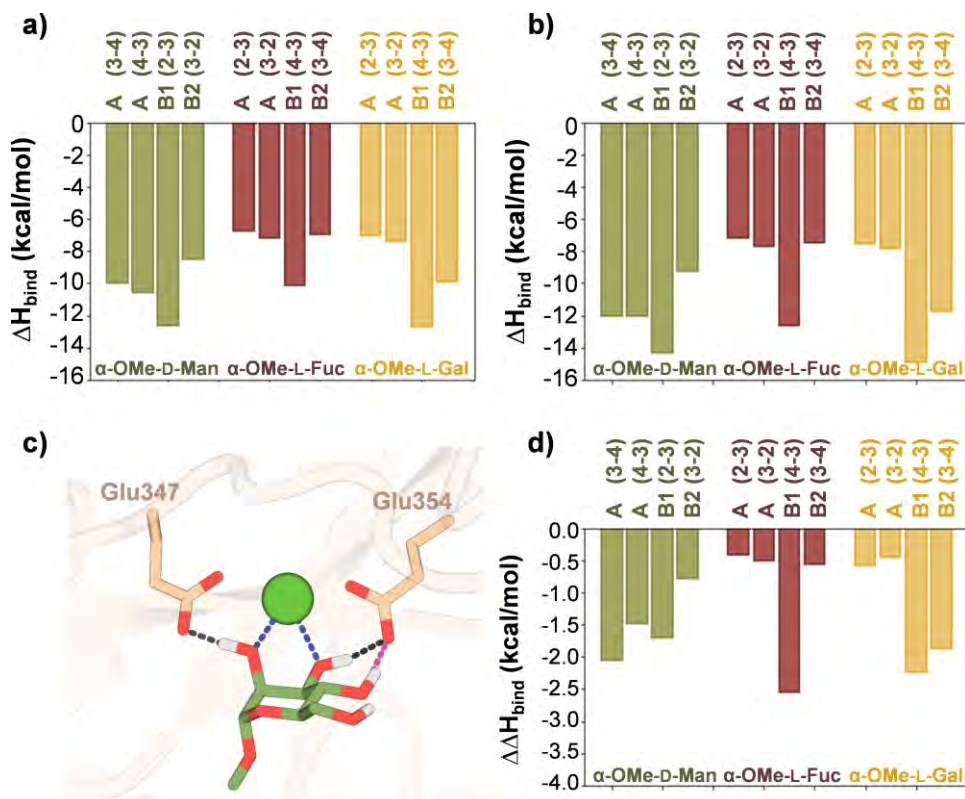 a)
A (3-4)
A (4-3)
B1 (2-3)
B2 (3-2)
A (2-3)
A (3-2)
B1 (4-3)
B2 (3-4)
A (2-3)
A (3-2)
B1 (4-3)
B2 (3-4)
ΔHbind (kcal/mol)
0
-2
-4
-6
-8
-10
-12
-14
-16
α-OMe-D-Man
α-OMe-L-Fuc
α-OMe-L-Gal
b)
A (3-4)
A (4-3)
B1 (2-3)
B2 (3-2)
A (2-3)
A (3-2)
B1 (4-3)
B2 (3-4)
A (2-3)
A (3-2)
B1 (4-3)
B2 (3-4)
ΔHbind (kcal/mol)
0
-2
-4
-6
-8
-10
-12
-14
-16
α-OMe-D-Man
α-OMe-L-Fuc
α-OMe-L-Gal
c)
Glu347
Glu354
d)
A (3-4)
A (4-3)
B1 (2-3)
B2 (3-2)
A (2-3)
A (3-2)
B1 (4-3)
B2 (3-4)
A (2-3)
A (3-2)
B1 (4-3)
B2 (3-4)
ΔΔHbind (kcal/mol)
0.0
-0.5
-1.0
-1.5
-2.0
-2.5
-3.0
-3.5
-4.0
α-OMe-D-Man
α-OMe-L-Fuc
α-OMe-L-Gal